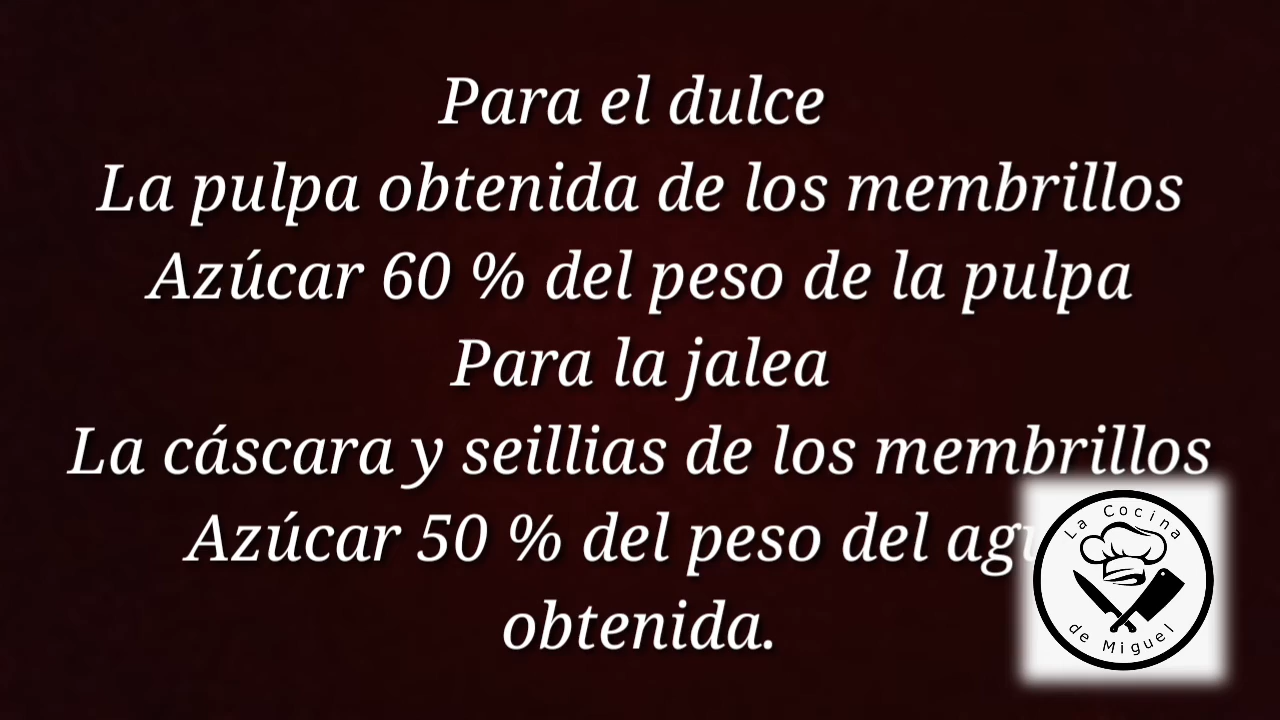 Para el dulce
La pulpa obtenida de los membrillos
Azúcar 60 % del peso de la pulpa
Para la jalea
La cáscara y seillias de los membrillos
Azúcar 50 % del peso del
obtenida.
La Cocina
de Miguel